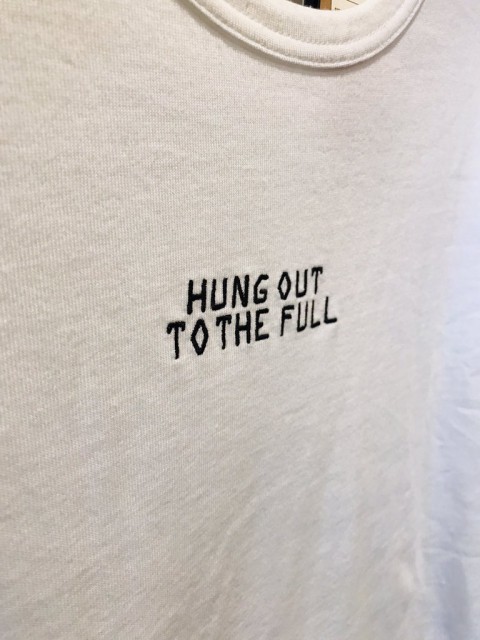 HUNG OUT
TO THE FULL